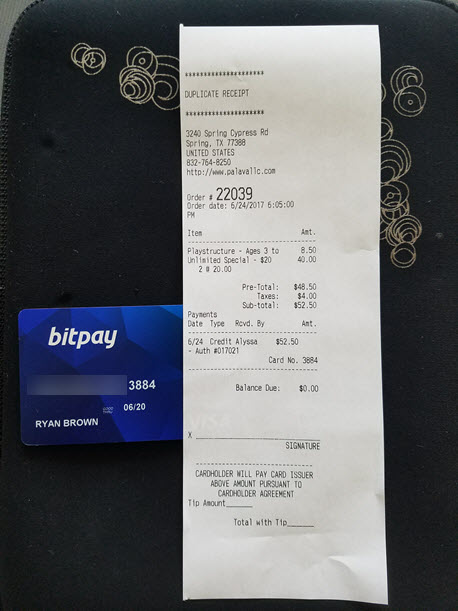 ************************
DUPLICATE RECEIPT
************************
3240 Spring Cypress Rd
Spring, TX 77388
UNITED STATES
832-764-8250
http://www.palavallc.com
Order # 22039
Order date: 6/24/2017 6:05:00
PM
Item Amt.
Playstructure - Ages 3 to 8.50
Unlimited Special - $20 40.00
2 @ 20.00
Pre-Total: $48.50
Taxes: $4.00
Sub-total: $52.50
Payments
Date Type Rcvd. By Amt.
6/24 Credit Alyssa $52.50
- Auth #017021
Card No. 3884
Balance Due: $0.00
X
SIGNATURE
CARDHOLDER WILL PAY CARD ISSUER
ABOVE AMOUNT PURSUANT TO
CARDHOLDER AGREEMENT
Tip Amount______
Total with Tip______
bitpay
3884
GOOD THRU 06/20
RYAN BROWN